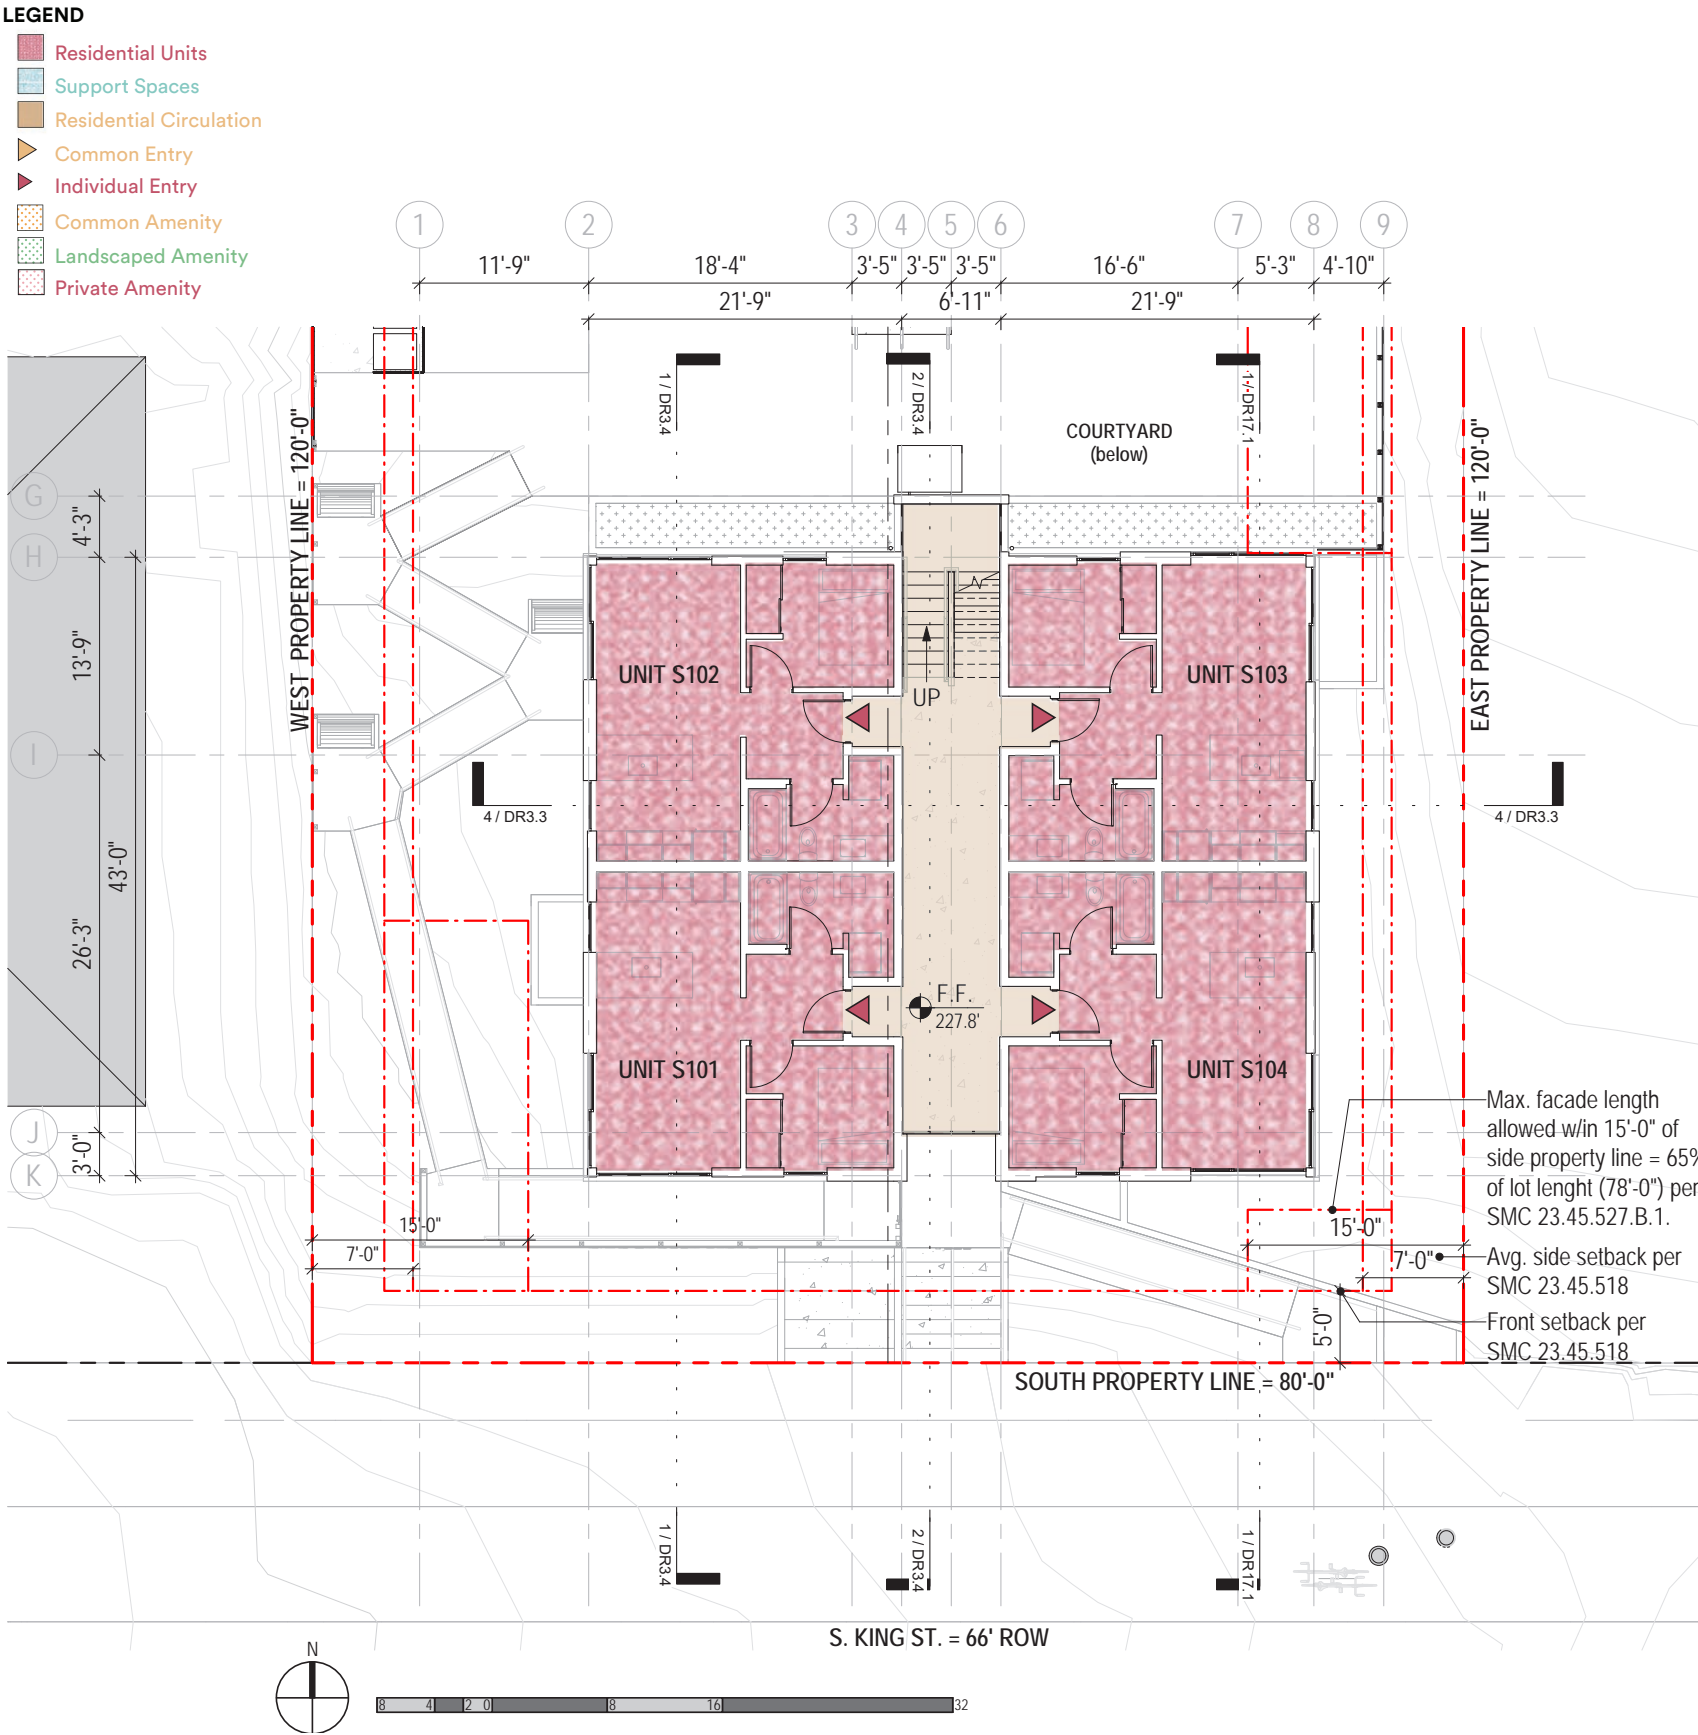 LEGEND
Residential Units
Support Spaces
Residential Circulation
Common Entry
Individual Entry
Common Amenity
Landscaped Amenity
Private Amenity
1 2 3 4 5 6 7 8 9
11'-9" 18'-4" 3'-5" 3'-5" 3'-5" 16'-6" 5'-3" 4'-10"
21'-9" 6'-11" 21'-9"
1 / DR3.4
2 / DR3.4
1 / DR17.1
COURTYARD
(below)
WEST PROPERTY LINE = 120'-0"
EAST PROPERTY LINE = 120'-0"
G
4'-3"
H
13'-9"
I
43'-0"
26'-3"
J
3'-0"
K
UNIT S102
UNIT S103
UP
4 / DR3.3
4 / DR3.3
F.F.
227.8'
UNIT S101
UNIT S104
Max. facade length
allowed w/in 15'-0" of
side property line = 65%
of lot lenght (78'-0") per
SMC 23.45.527.B.1.
15'-0"
15'-0"
7'-0"
7'-0"
Avg. side setback per
SMC 23.45.518
5'-0"
Front setback per
SMC 23.45.518
SOUTH PROPERTY LINE = 80'-0"
1 / DR3.4
2 / DR3.4
1 / DR17.1
S. KING ST. = 66' ROW
N
8 4 2 0 8 16 32